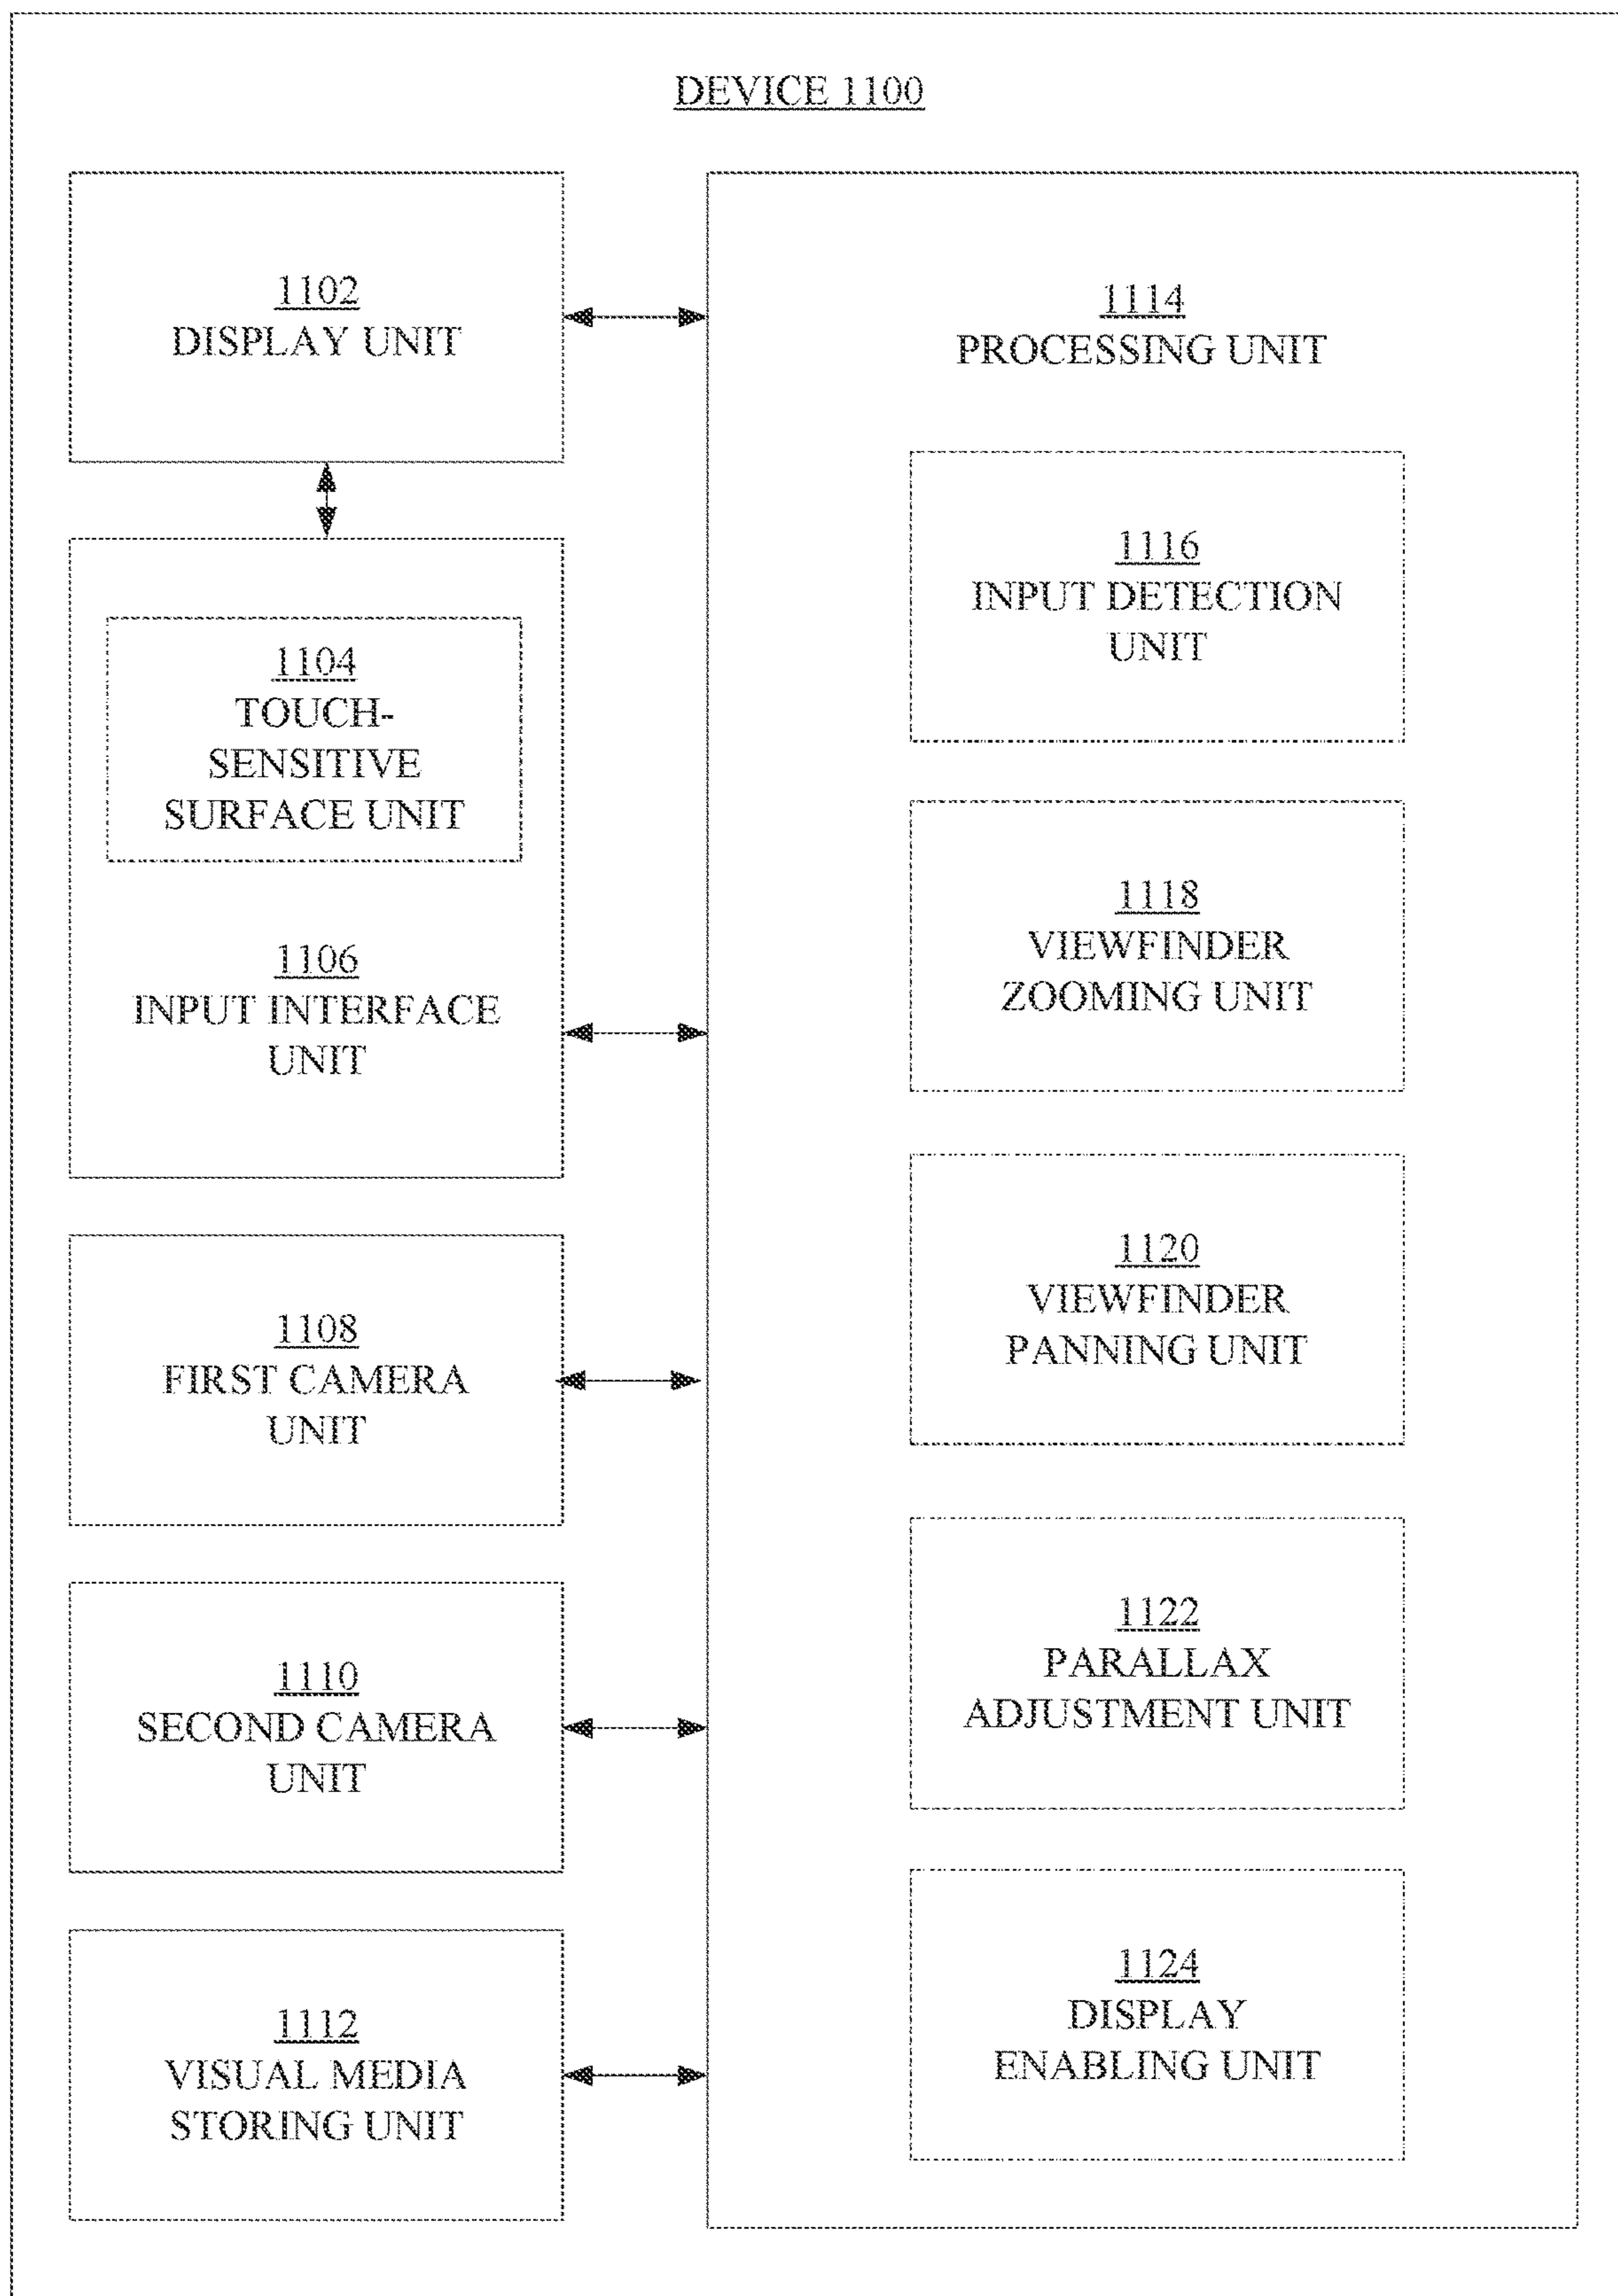 DEVICE 1100
1102
DISPLAY UNIT
1104
TOUCH-
SENSITIVE
SURFACE UNIT
1106
INPUT INTERFACE
UNIT
1108
FIRST CAMERA
UNIT
1110
SECOND CAMERA
UNIT
1112
VISUAL MEDIA
STORING UNIT
1114
PROCESSING UNIT
1116
INPUT DETECTION
UNIT
1118
VIEWFINDER
ZOOMING UNIT
1120
VIEWFINDER
PANNING UNIT
1122
PARALLAX
ADJUSTMENT UNIT
1124
DISPLAY
ENABLING UNIT